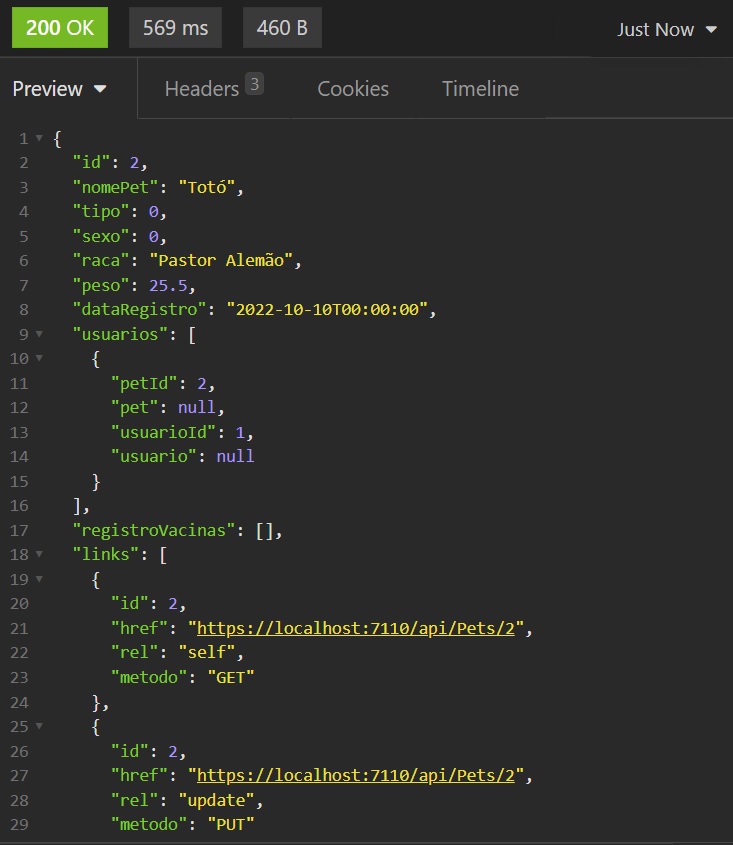 200 OK 569 ms 460 B Just Now
Preview Headers 3 Cookies Timeline
1 {
2 "id": 2,
3 "nomePet": "Totó",
4 "tipo": 0,
5 "sexo": 0,
6 "raca": "Pastor Alemão",
7 "peso": 25.5,
8 "dataRegistro": "2022-10-10T00:00:00",
9 "usuarios": [
10 {
11 "petId": 2,
12 "pet": null,
13 "usuarioId": 1,
14 "usuario": null
15 }
16 ],
17 "registroVacinas": [],
18 "links": [
19 {
20 "id": 2,
21 "href": "https://localhost:7110/api/Pets/2",
22 "rel": "self",
23 "metodo": "GET"
24 },
25 {
26 "id": 2,
27 "href": "https://localhost:7110/api/Pets/2",
28 "rel": "update",
29 "metodo": "PUT"